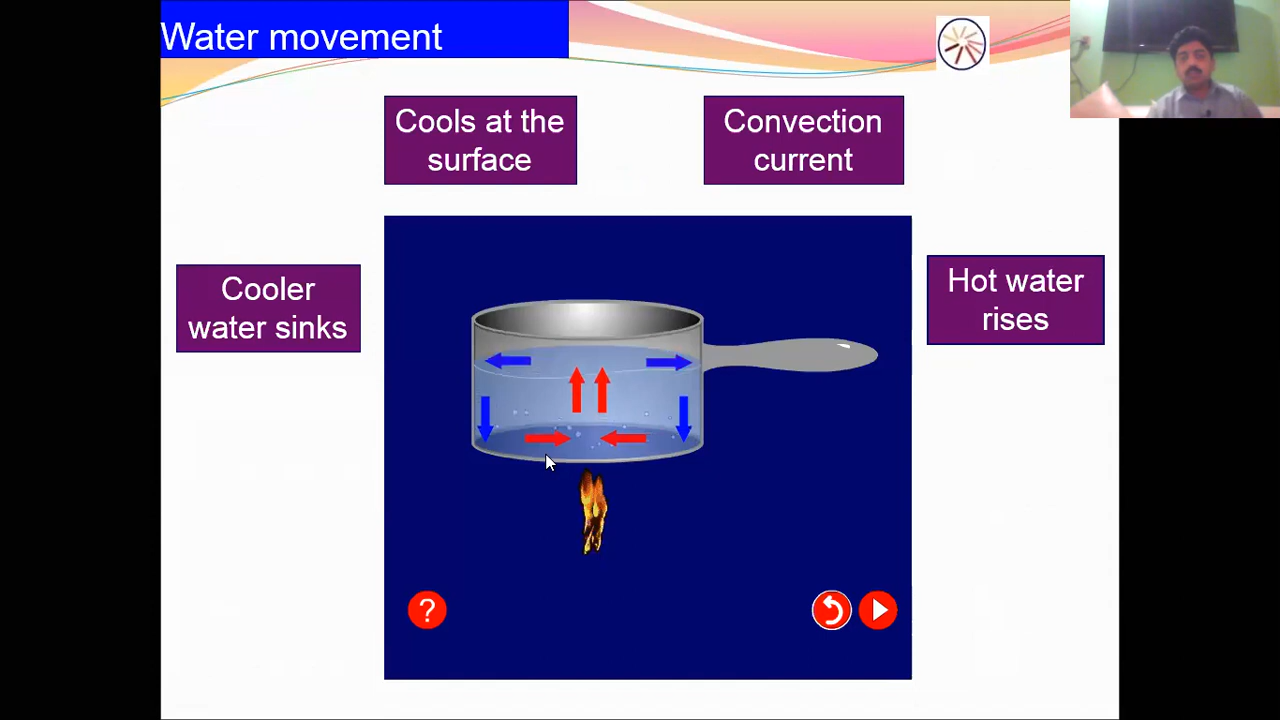 Water movement
Cools at the
surface
Convection
current
Cooler
water sinks
Hot water
rises
?